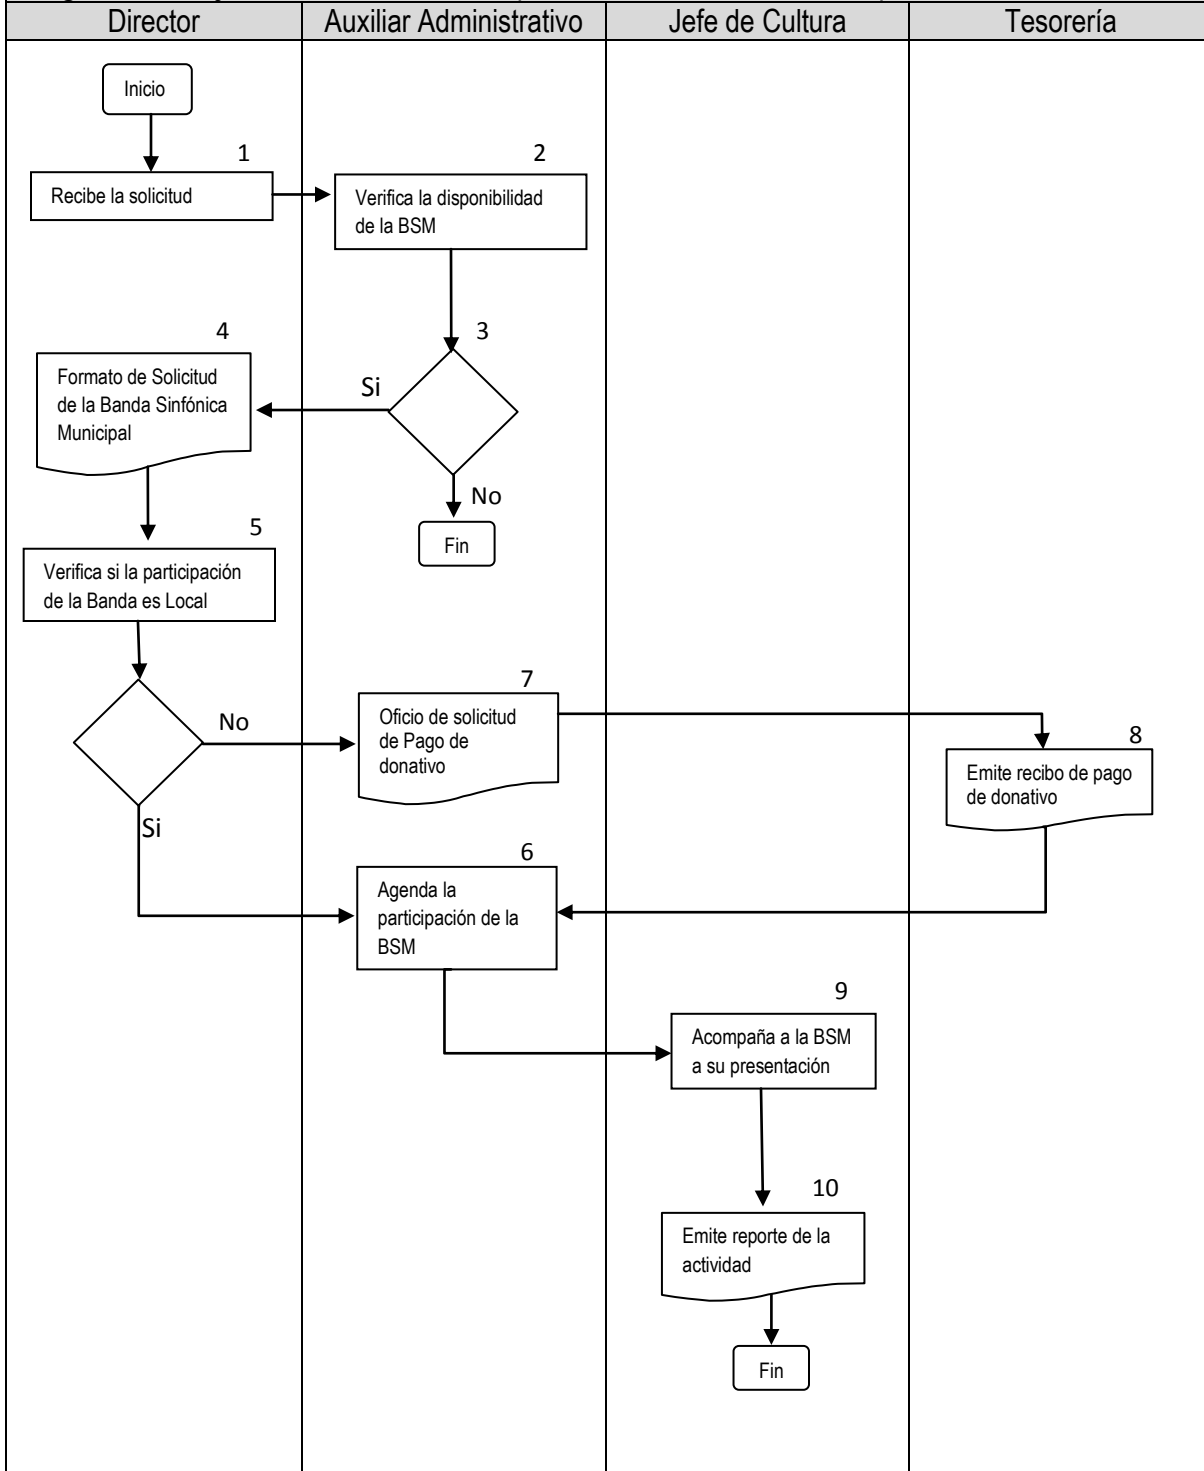 Director
Auxiliar Administrativo
Jefe de Cultura
Tesorería
Inicio
1
Recibe la solicitud
2
Verifica la disponibilidad
de la BSM
3
Si
No
Fin
4
Formato de Solicitud
de la Banda Sinfónica
Municipal
5
Verifica si la participación
de la Banda es Local
No
Si
7
Oficio de solicitud
de Pago de
donativo
8
Emite recibo de pago
de donativo
6
Agenda la
participación de la
BSM
9
Acompaña a la BSM
a su presentación
10
Emite reporte de la
actividad
Fin